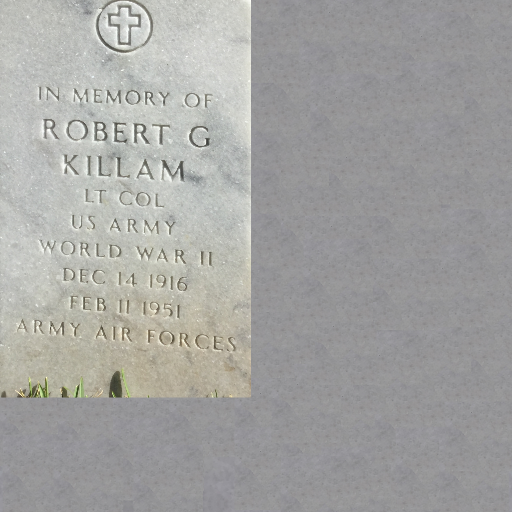 IN MEMORY OF
ROBERT G
KILLAM
LT COL
US ARMY
WORLD WAR II
DEC 14 1916
FEB 11 1951
ARMY AIR FORCES